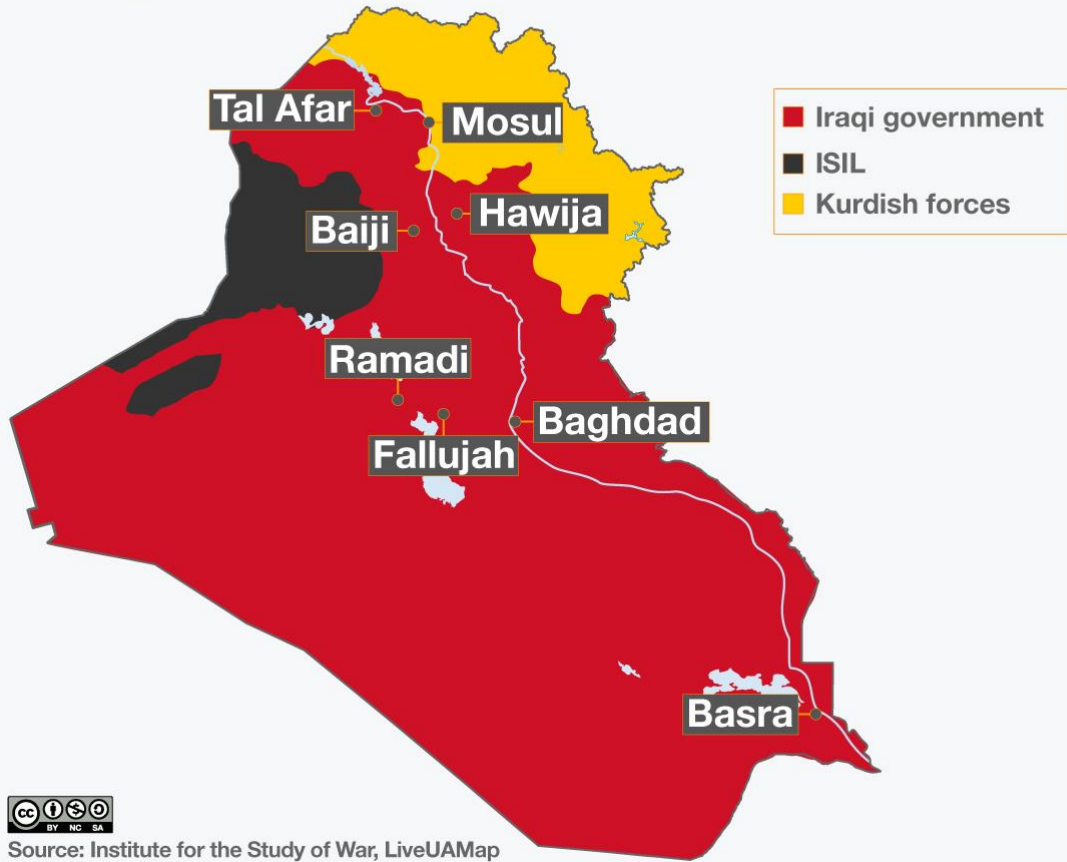 Tal Afar
Mosul
Iraqi government
ISIL
Kurdish forces
Hawija
Baiji
Ramadi
Baghdad
Fallujah
Basra
cc
BY NC SA
Source: Institute for the Study of War, LiveUAMap